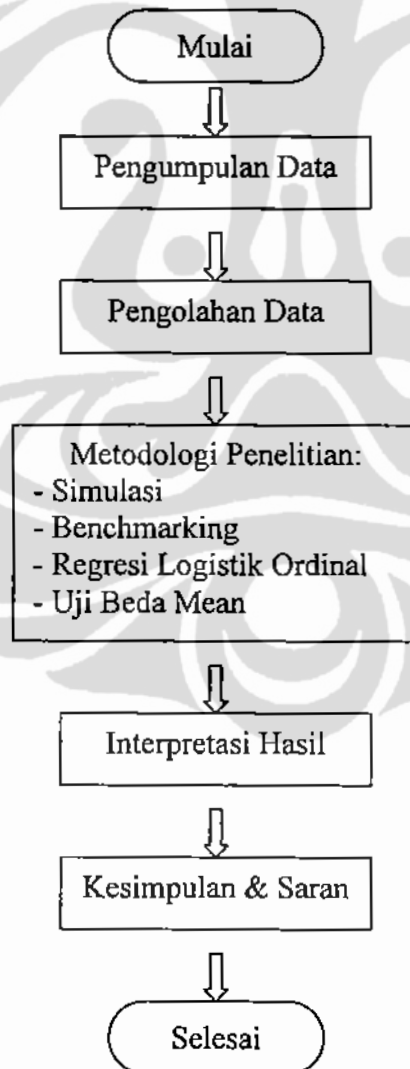 Mulai
Pengumpulan Data
Pengolahan Data
Metodologi Penelitian:
- Simulasi
- Benchmarking
- Regresi Logistik Ordinal
- Uji Beda Mean
Interpretasi Hasil
Kesimpulan & Saran
Selesai